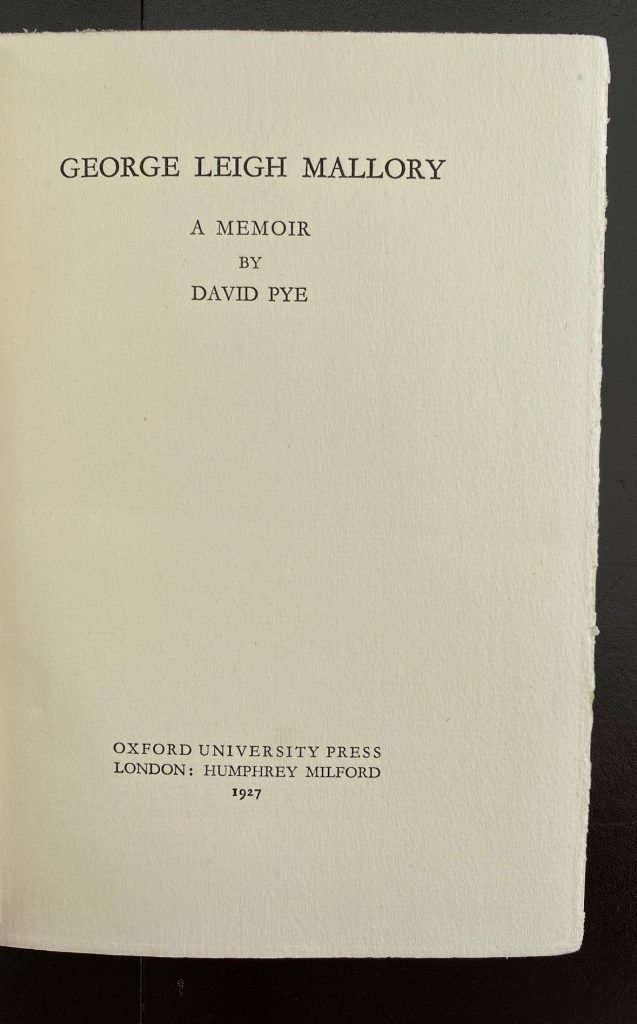 GEORGE LEIGH MALLORY
A MEMOIR
BY
DAVID PYE
OXFORD UNIVERSITY PRESS
LONDON: HUMPHREY MILFORD
1927